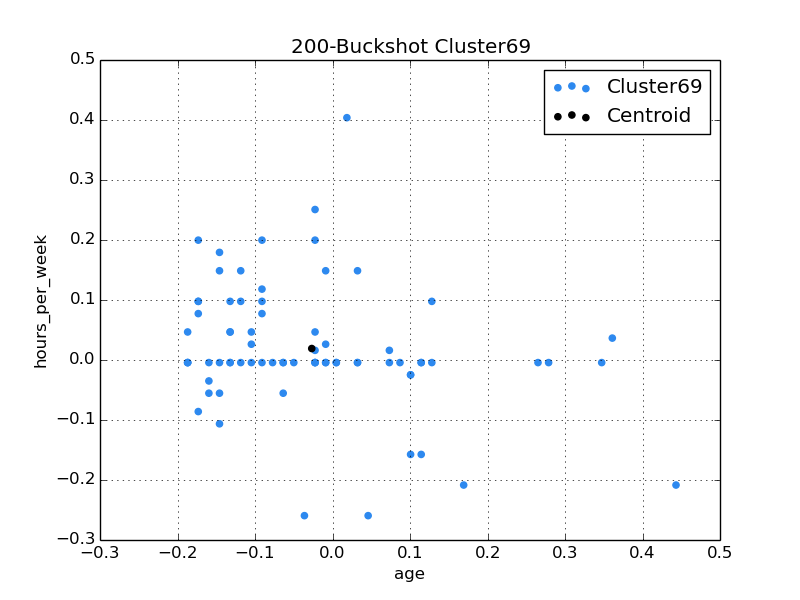 200-Buckshot Cluster69
Cluster69
Centroid
0.5
0.4
0.3
0.2
0.1
0.0
−0.1
−0.2
−0.3
hours_per_week
−0.3 −0.2 −0.1 0.0 0.1 0.2 0.3 0.4 0.5
age